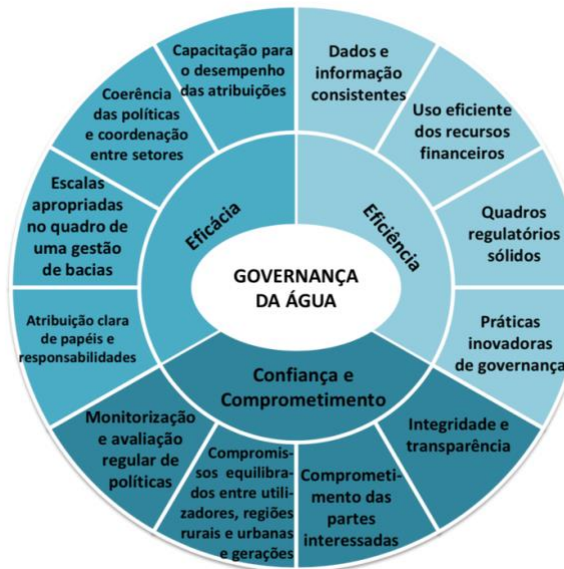 Capacitação para
o desempenho
das atribuições
Dados e
informação
consistentes
Coerência
das políticas
e coordenação
entre setores
Uso eficiente
dos recursos
financeiros
Escalas
apropriadas
no quadro de
uma gestão
de bacias
Quadros
regulatórios
sólidos
Atribuição clara
de papéis e
responsabilidades
Práticas
inovadoras
de governança
Eficácia
Eficiência
GOVERNANÇA
DA ÁGUA
Confiança e
Comprometimento
Monitorização
e avaliação
regular de
políticas
Compromis-
sos equilibra-
dos entre utili-
zadores, regiões
rurais e urbanas
e gerações
Comprometi-
mento das
partes
interessadas
Integridade e
transparência